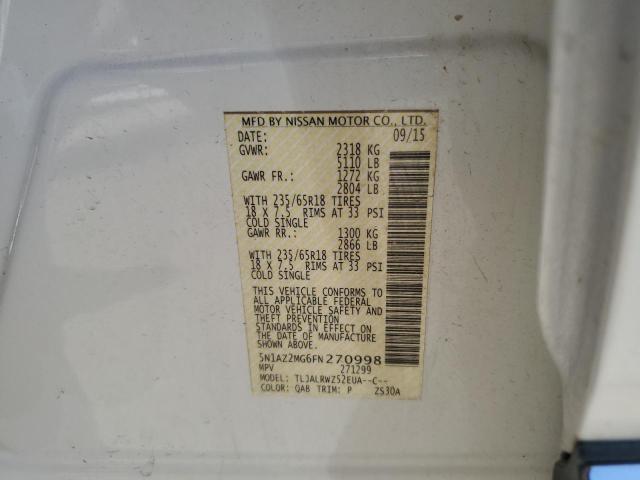 MFD BY NISSAN MOTOR CO., LTD.
DATE: 09/15
GVWR: 2318 KG
5110 LB
GAWR FR.: 1272 KG
2804 LB
WITH 235/65R18 TIRES
18 X 7.5 RIMS AT 33 PSI
COLD SINGLE
GAWR RR.: 1300 KG
2866 LB
WITH 235/65R18 TIRES
18 X 7.5 RIMS AT 33 PSI
COLD SINGLE
THIS VEHICLE CONFORMS TO
ALL APPLICABLE FEDERAL
MOTOR VEHICLE SAFETY AND
THEFT PREVENTION
STANDARDS IN EFFECT ON
THE DATE OF MANUFACTURE
SHOWN ABOVE.
5N1AZ2MG6FN270998
MPV 271299
MODEL: TLJALRWZ52EUA--C--
COLOR: QAB TRIM: P ZS30A